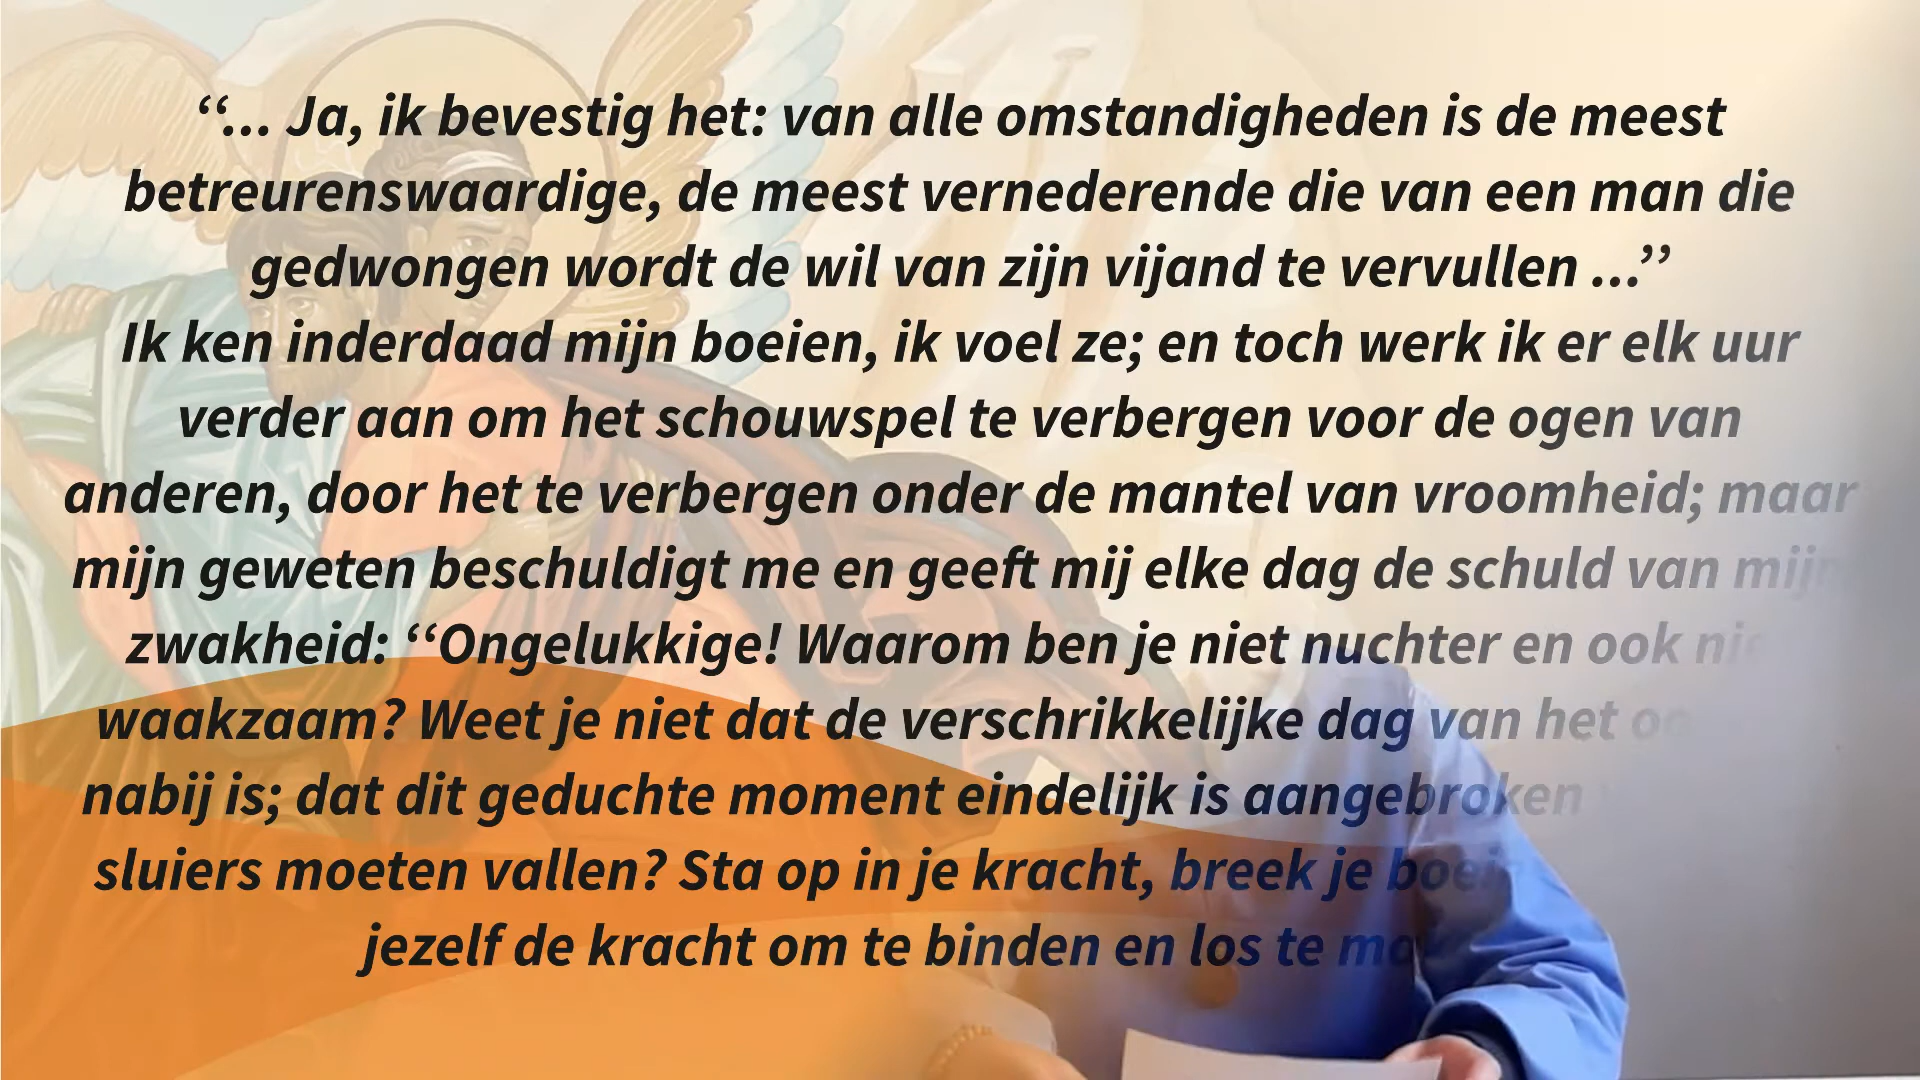 “... Ja, ik bevestig het: van alle omstandigheden is de meest
betreurenswaardige, de meest vernederende die van een man die
gedwongen wordt de wil van zijn vijand te vervullen ...”
Ik ken inderdaad mijn boeien, ik voel ze; en toch werk ik er elk uur
verder aan om het schouwspel te verbergen voor de ogen van
anderen, door het te verbergen onder de mantel van vroomheid; maar
mijn geweten beschuldigt me en geeft mij elke dag de schuld van mijn
zwakheid: “Ongelukkige! Waarom ben je niet nuchter en ook
waakzaam? Weet je niet dat de verschrikkelijke dag van het
nabij is; dat dit geduchte moment eindelijk is aangebroken
sluiers moeten vallen? Sta op in je kracht, breek je
jezelf de kracht om te binden en los te